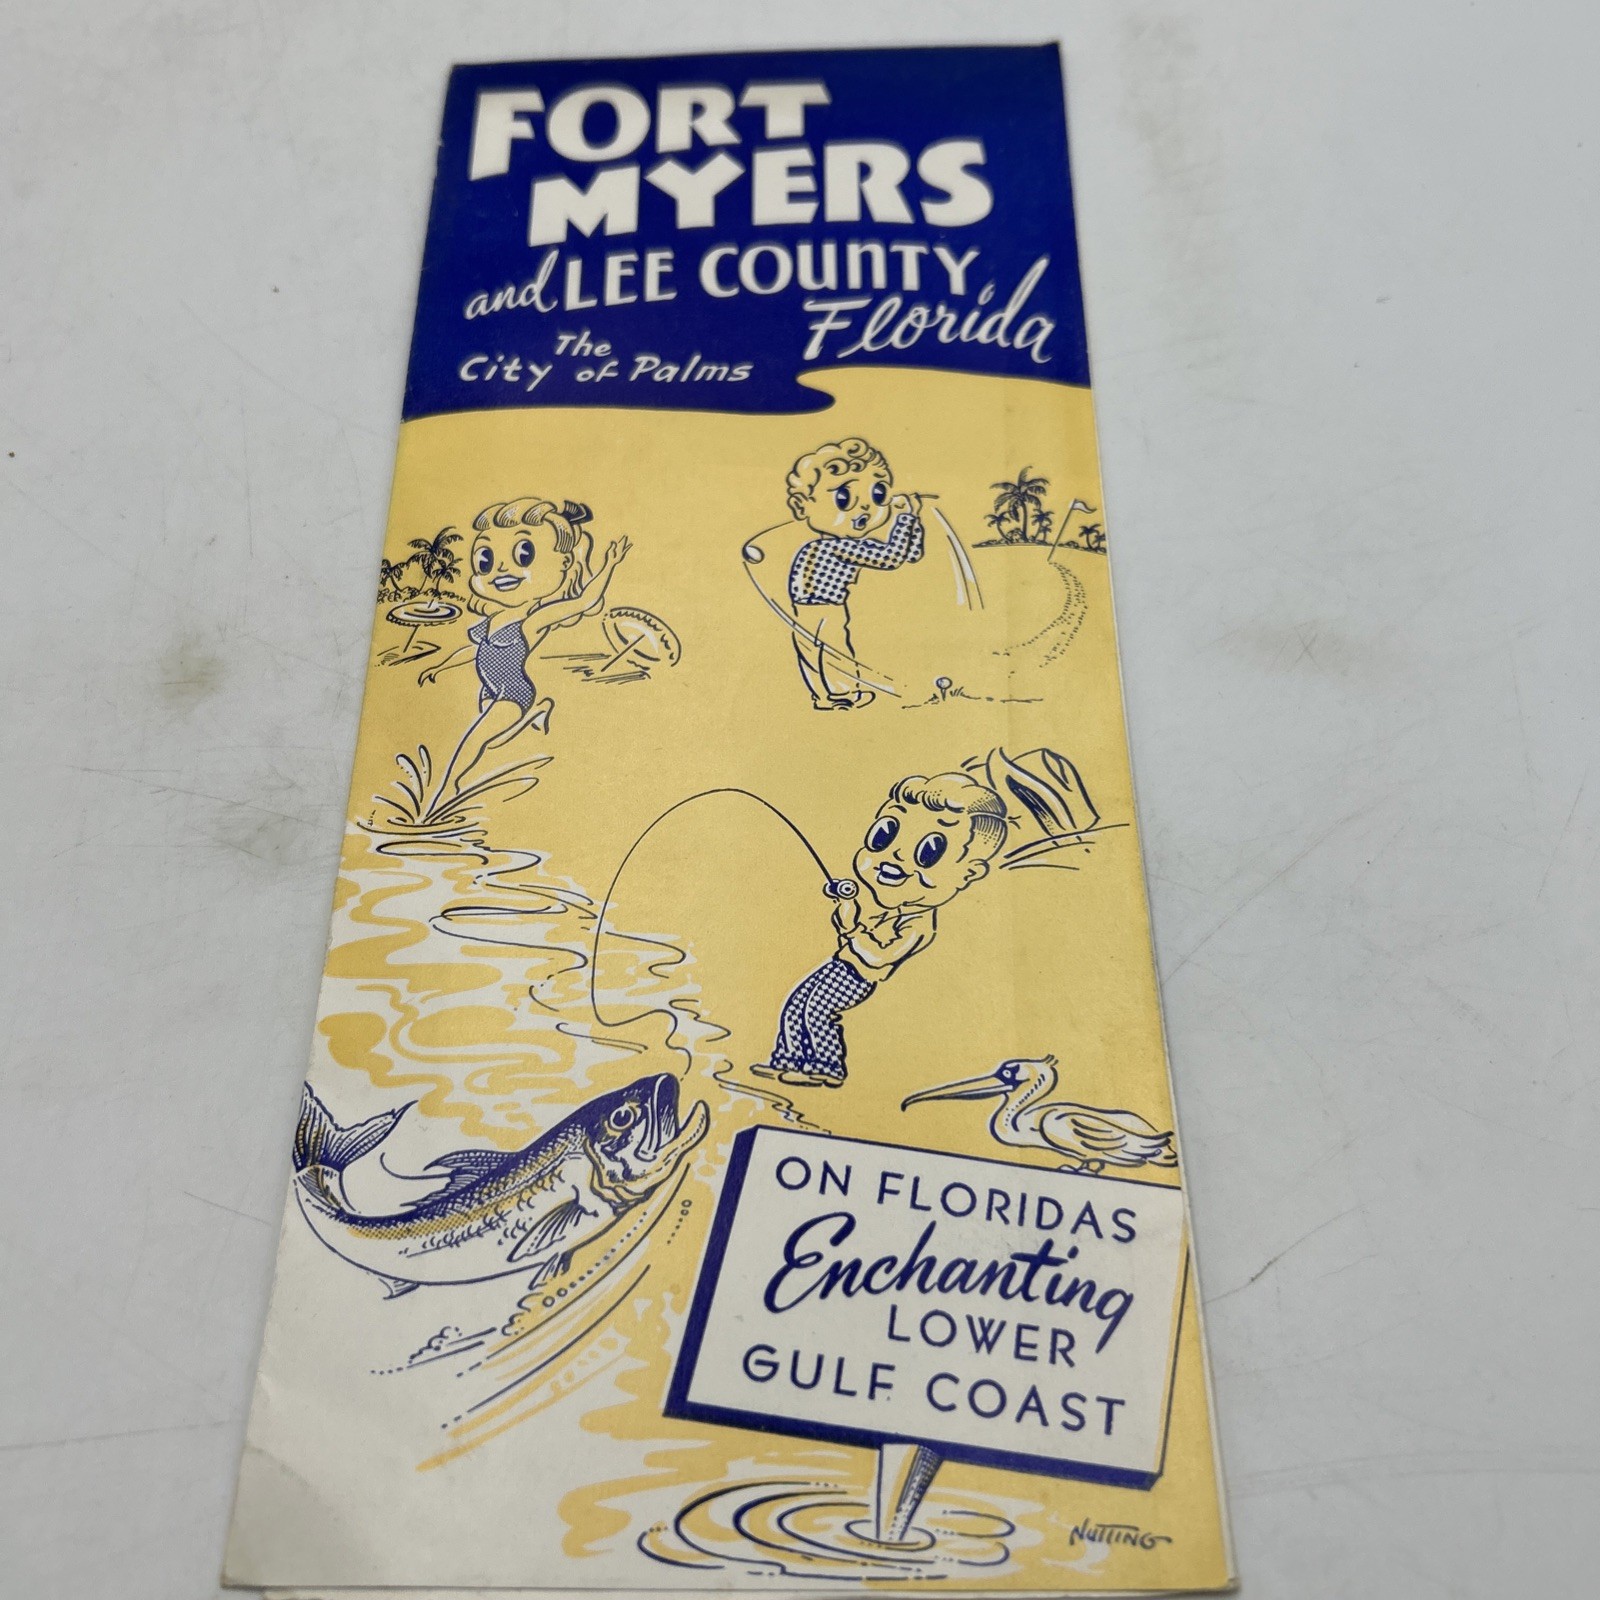 FORT
MYERS
and LEE COUNTY,
Florida
The
City of Palms
ON FLORIDAS
Enchanting
LOWER
GULF COAST
NUTTING